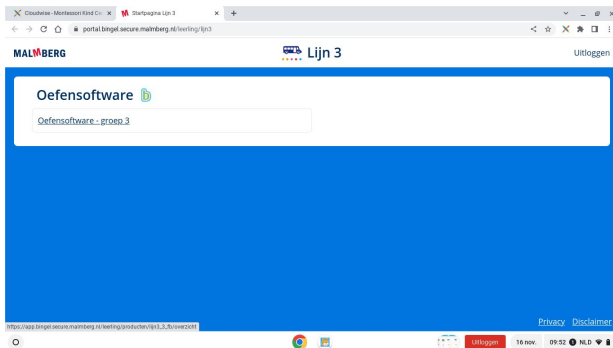 Cloudwise - Montessori Kind Ce
Startpagina Lijn 3
portal.bingel.secure.malmberg.nl/leerling/lijn3
MALMBERG
Lijn 3
Uitloggen
Oefensoftware
Oefensoftware - groep 3
Privacy
Disclaimer
https://app.bingel.secure.malmberg.nl/leerling/producten/lijn3_3_fb/overzicht
Uitloggen
16 nov.
09:52
NLD